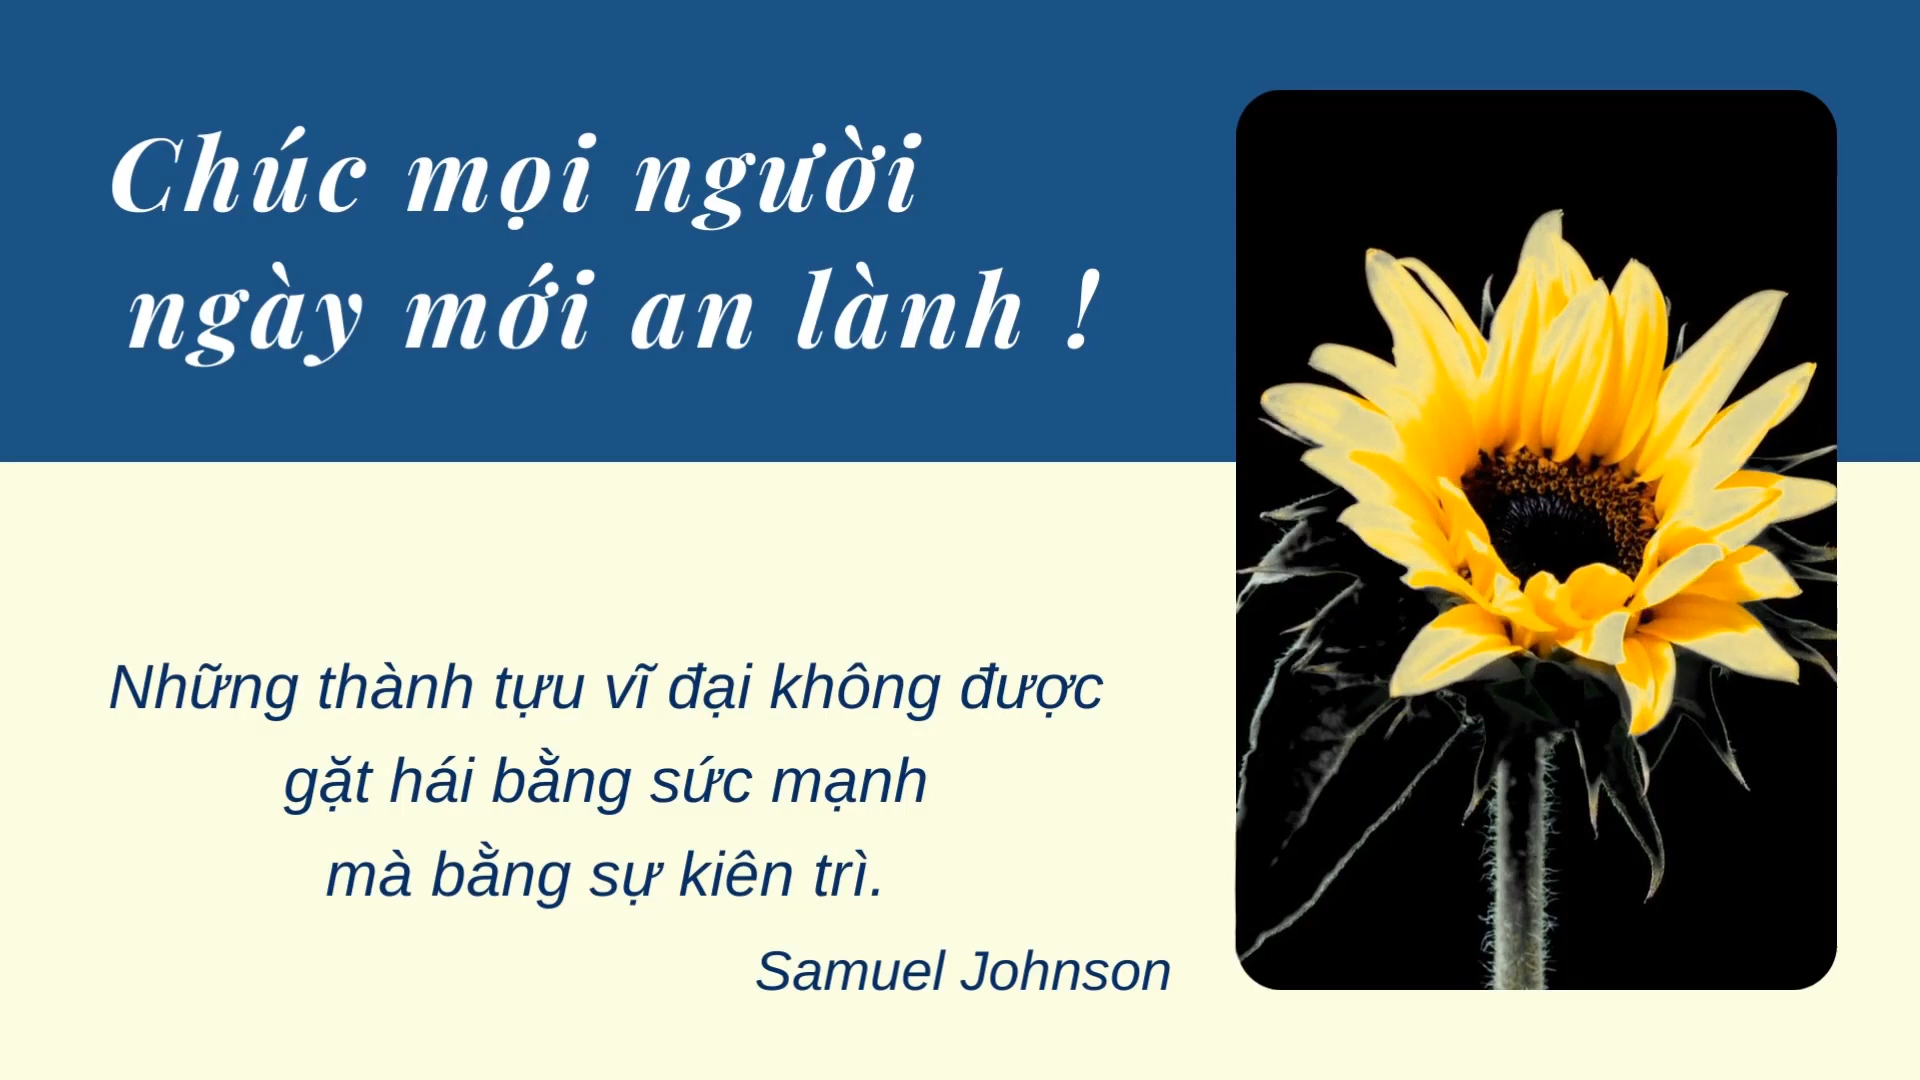 Chúc mọi người
ngày mới an lành !
Những thành tựu vĩ đại không được
gặt hái bằng sức mạnh
mà bằng sự kiên trì.
Samuel Johnson